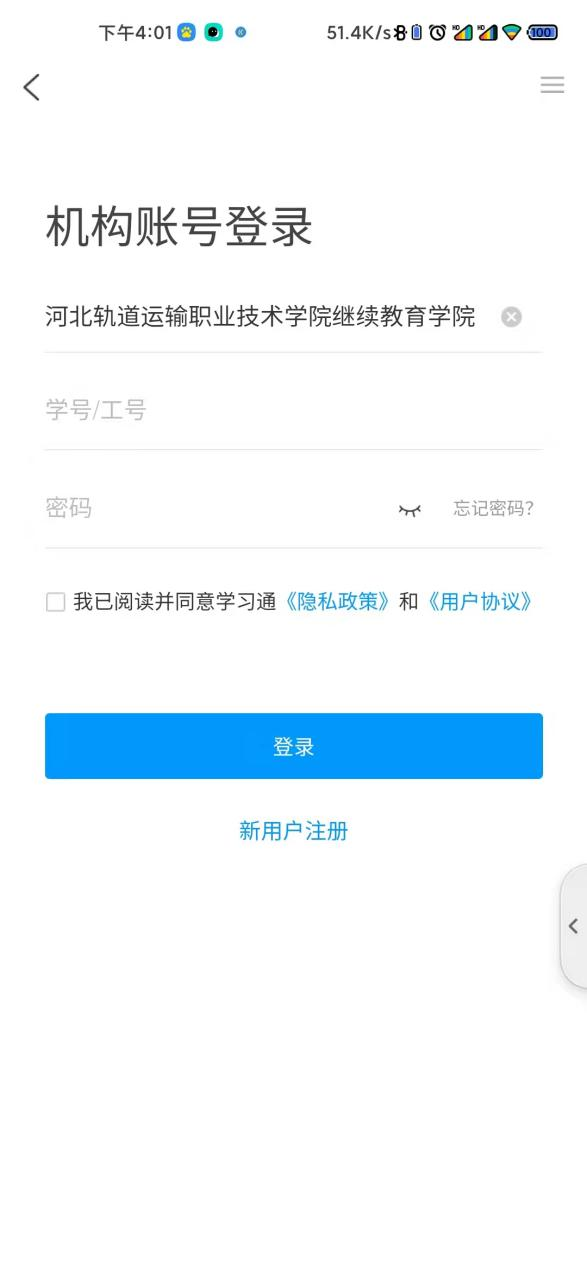 下午4:01 51.4K/s HD HD 100
机构账号登录
河北轨道运输职业技术学院继续教育学院
学号/工号
密码 忘记密码?
我已阅读并同意学习通《隐私政策》和《用户协议》
登录
新用户注册